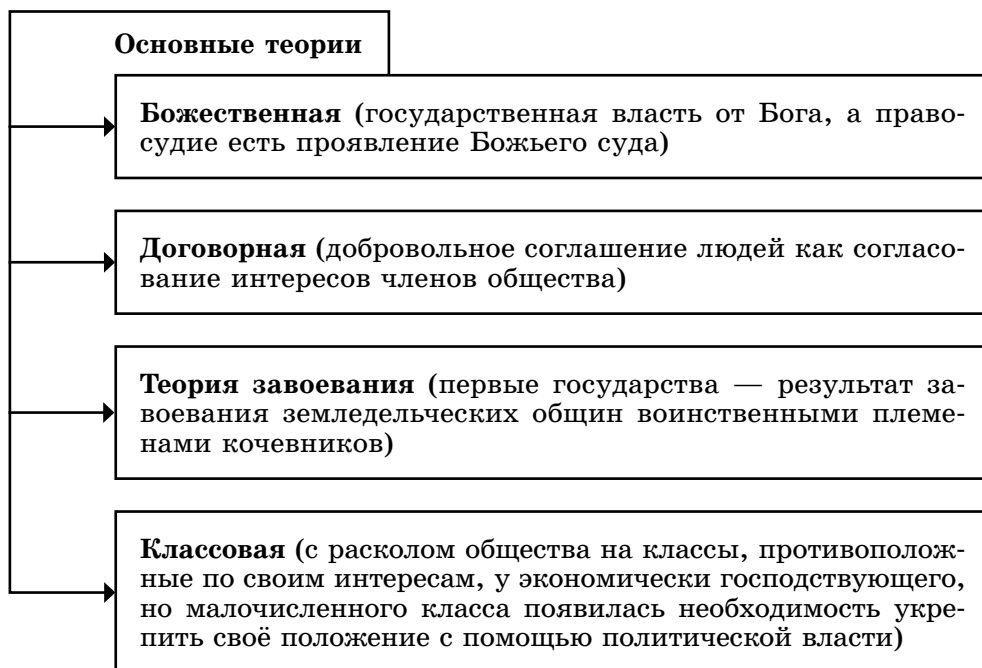 Основные теории
Божественная (государственная власть от Бога, а право-
судие есть проявление Божьего суда)
Договорная (добровольное соглашение людей как согласо-
вание интересов членов общества)
Теория завоевания (первые государства — результат за-
воевания земледельческих общин воинственными племе-
нами кочевников)
Классовая (с расколом общества на классы, противополож-
ные по своим интересам, у экономически господствующего,
но малочисленного класса появилась необходимость укре-
пить своё положение с помощью политической власти)